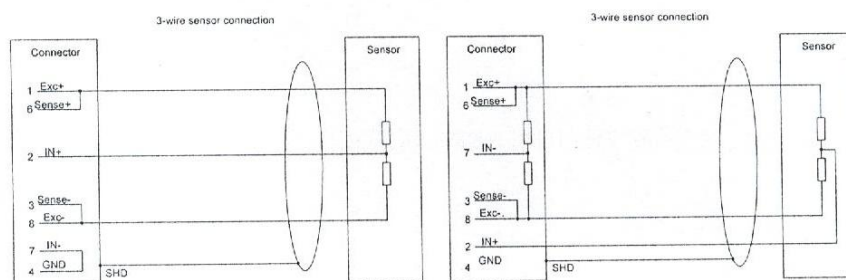 3-wire sensor connection
Connector
Sensor
1 Exc+
6 Sense+
2 IN+
3 Sense-
8 Exc-
7 IN-
4 GND
SHD
3-wire sensor connection
Connector
Sensor
1 Exc+
6 Sense+
7 IN-
3 Sense-
8 Exc-.
2 IN+
4 GND
SHD